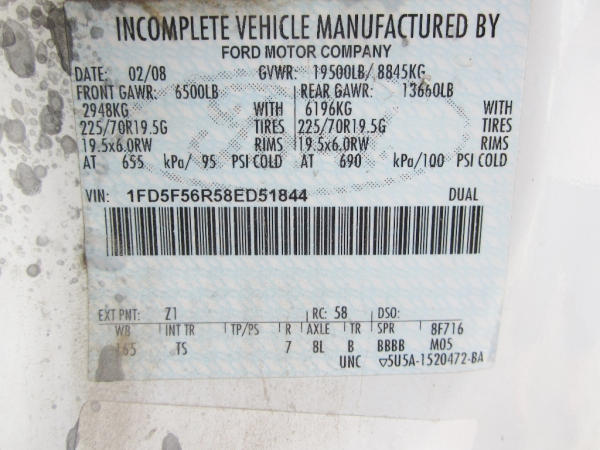 INCOMPLETE VEHICLE MANUFACTURED BY
FORD MOTOR COMPANY
DATE: 02/08 GVWR: 19500LB/ 8845KG
FRONT GAWR: 6500LB REAR GAWR: 13660LB
2948KG WITH 6196KG WITH
225/70R19.5G TIRES 225/70R19.5G TIRES
19.5x6.0RW RIMS 19.5x6.0RW RIMS
AT 655 kPa/ 95 PSI COLD AT 690 kPa/100 PSI COLD
VIN: 1FD5F56R58ED51844 DUAL
EXT PNT: Z1 RC: 58 DSO:
WB INT TR TP/PS R AXLE TR SPR 8F716
165 TS 7 8L B BBBB M05
UNC ▽5U5A-1520472-BA